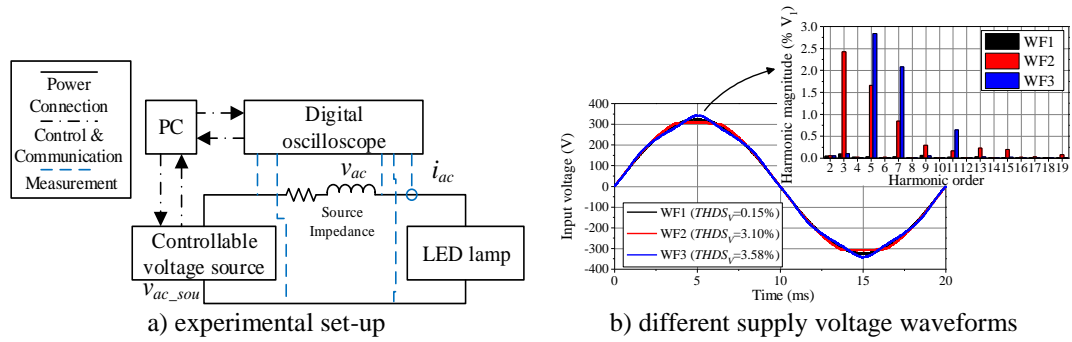 Power
Connection
Control &
Communication
Measurement
PC
Digital
oscilloscope
v_ac
i_ac
Source
Impedance
Controllable
voltage source
v_ac_sou
LED lamp
a) experimental set-up
Harmonic magnitude (% V_1)
3.0
2.5
2.0
1.5
1.0
0.5
0.0
WF1
WF2
WF3
2 3 4 5 6 7 8 9 10 11 12 13 14 15 16 17 18 19
Harmonic order
Input voltage (V)
400
300
200
100
0
-100
-200
-300
-400
WF1 (THDS_V=0.15%)
WF2 (THDS_V=3.10%)
WF3 (THDS_V=3.58%)
0 5 10 15 20
Time (ms)
b) different supply voltage waveforms